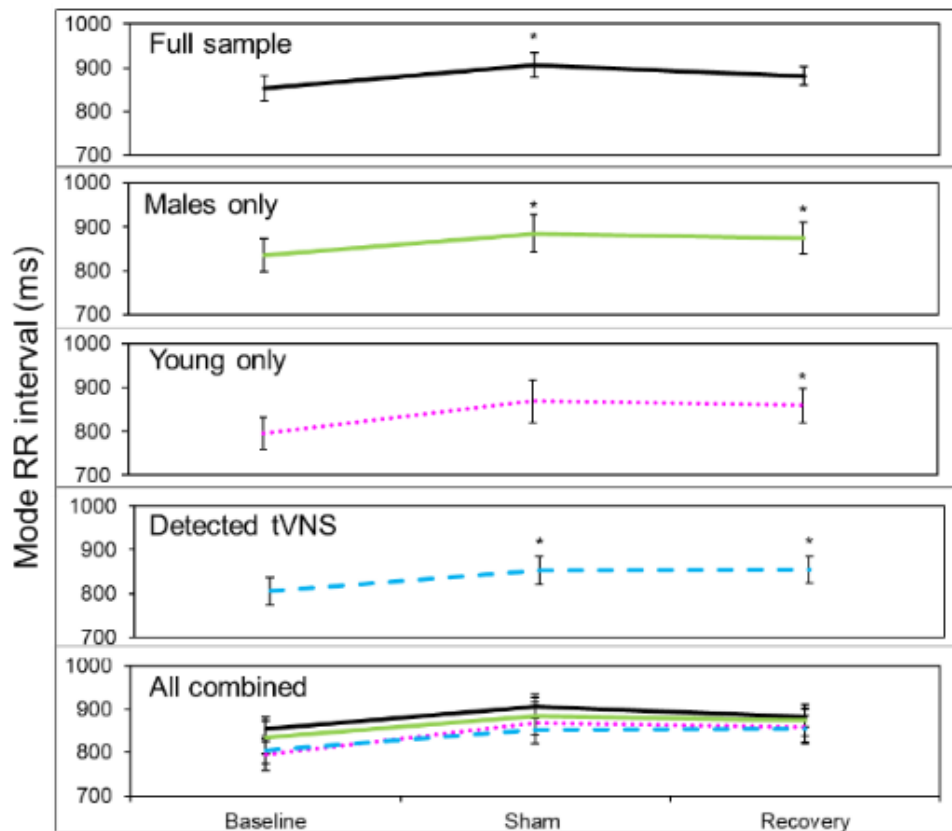 Mode RR interval (ms)
1000
Full sample
*
900
800
700
1000
Males only
*
*
900
800
700
1000
Young only
*
900
800
700
1000
Detected tVNS
*
*
900
800
700
1000
All combined
900
800
700
Baseline
Sham
Recovery